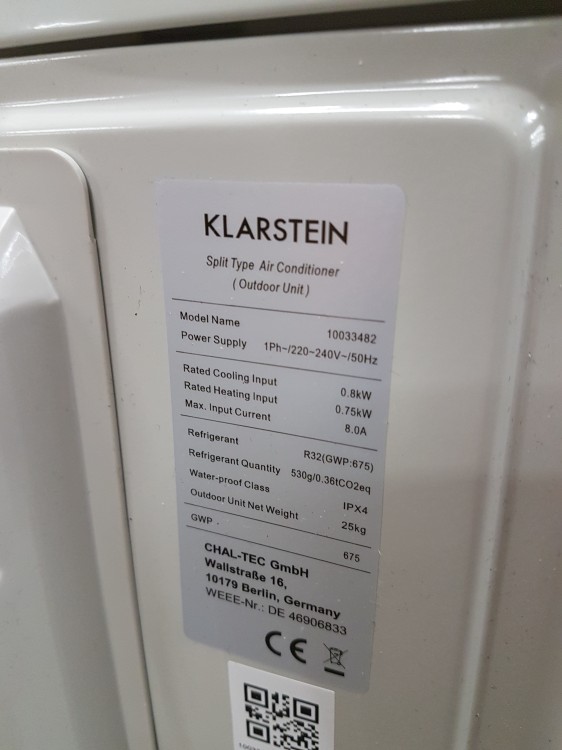 KLARSTEIN
Split Type Air Conditioner
( Outdoor Unit )
Model Name 10033482
Power Supply 1Ph~/220~240V~/50Hz
Rated Cooling Input 0.8kW
Rated Heating Input 0.75kW
Max. Input Current 8.0A
Refrigerant R32(GWP:675)
Refrigerant Quantity 530g/0.36tCO2eq
Water-proof Class IPX4
Outdoor Unit Net Weight 25kg
GWP 675
CHAL-TEC GmbH
Wallstraße 16,
10179 Berlin, Germany
WEEE-Nr.: DE 46906833
CE